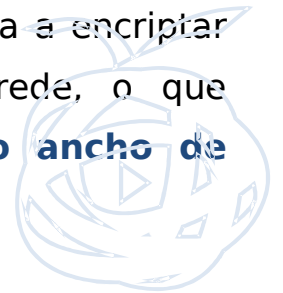 a a encriptar
rede, o que
o ancho de